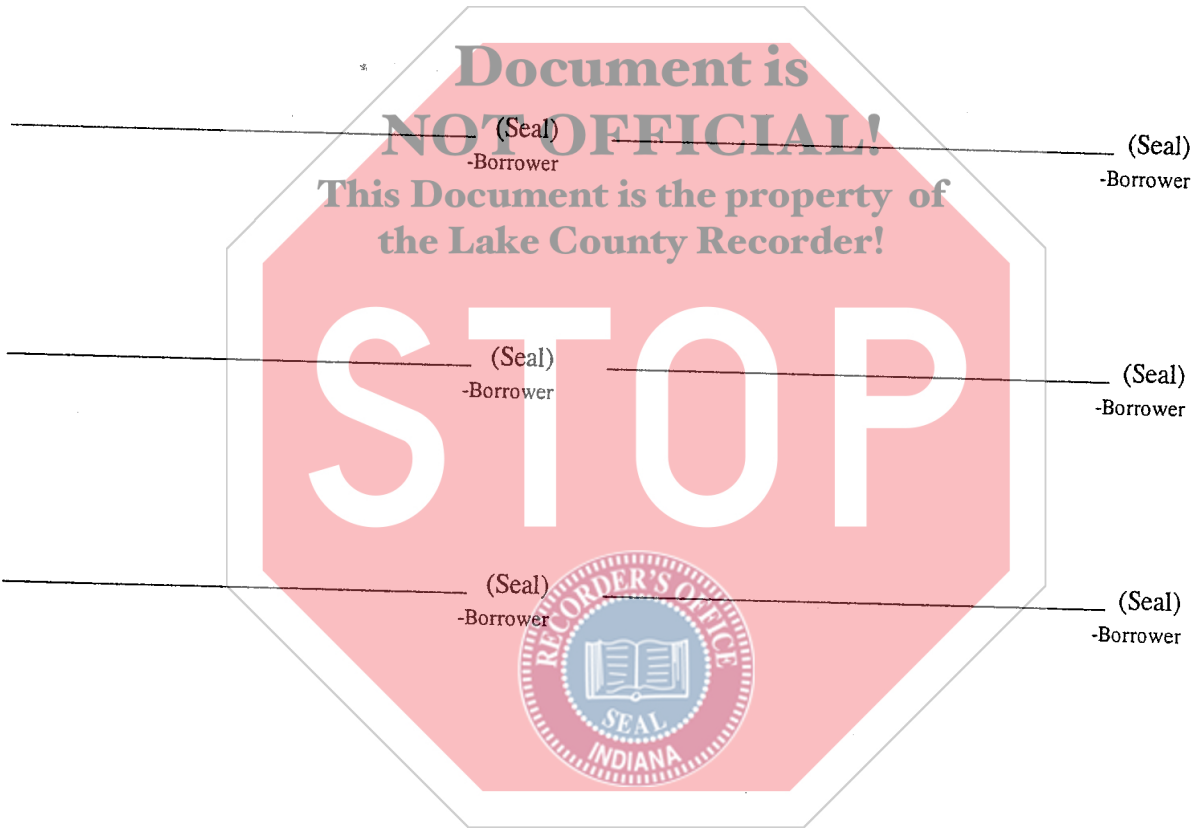 Document is
NOT OFFICIAL!
(Seal) (Seal)
-Borrower -Borrower
This Document is the property of
the Lake County Recorder!
STOP
(Seal) (Seal)
-Borrower -Borrower
(Seal) (Seal)
-Borrower -Borrower
RECORDER'S OFFICE
SEAL
INDIANA